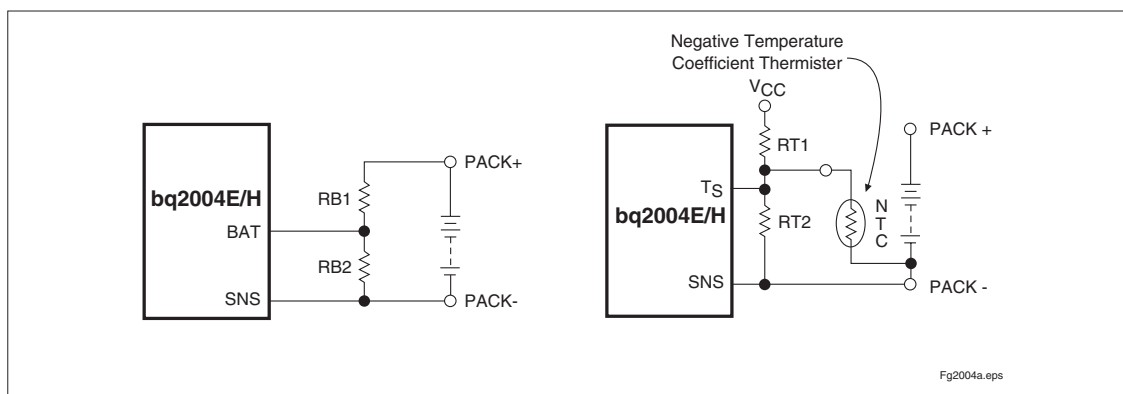 bq2004E/H
BAT
SNS
RB1
RB2
PACK+
PACK-
Negative Temperature
Coefficient Thermister
VCC
bq2004E/H
TS
SNS
RT1
RT2
N
T
C
PACK +
PACK -
Fg2004a.eps